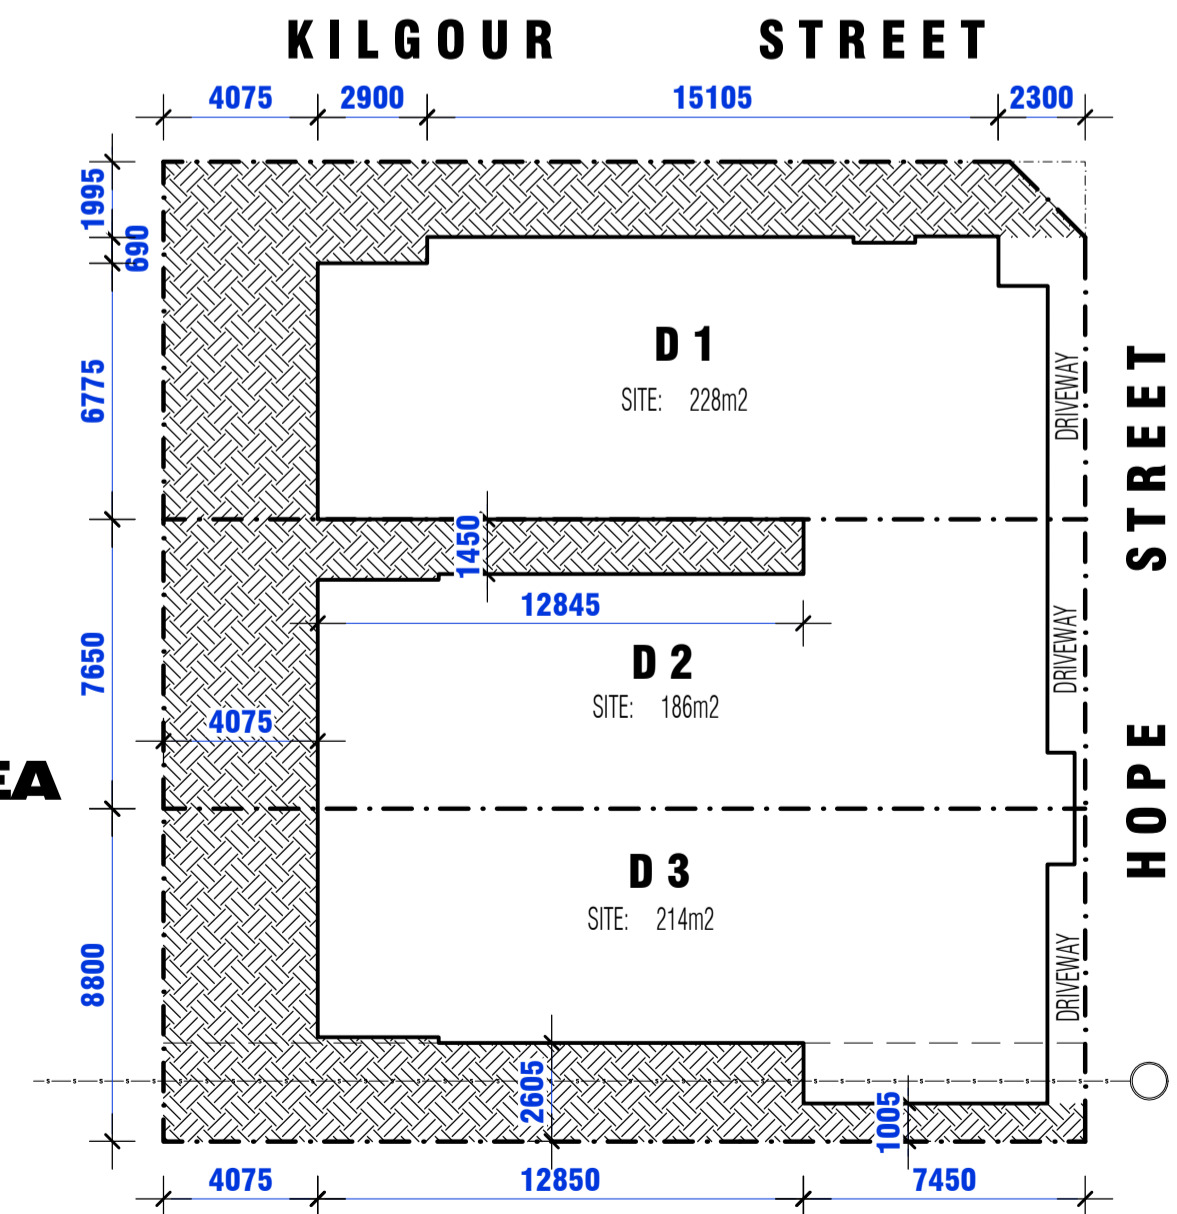 KILGOUR STREET
4075 2900 15105 2300
1995
690
6775
D 1
SITE: 228m2
DRIVEWAY
STREET
1450
12845
7650
D 2
SITE: 186m2
DRIVEWAY
4075
EA
HOPE
D 3
SITE: 214m2
8800
DRIVEWAY
2605
1005
4075 12850 7450